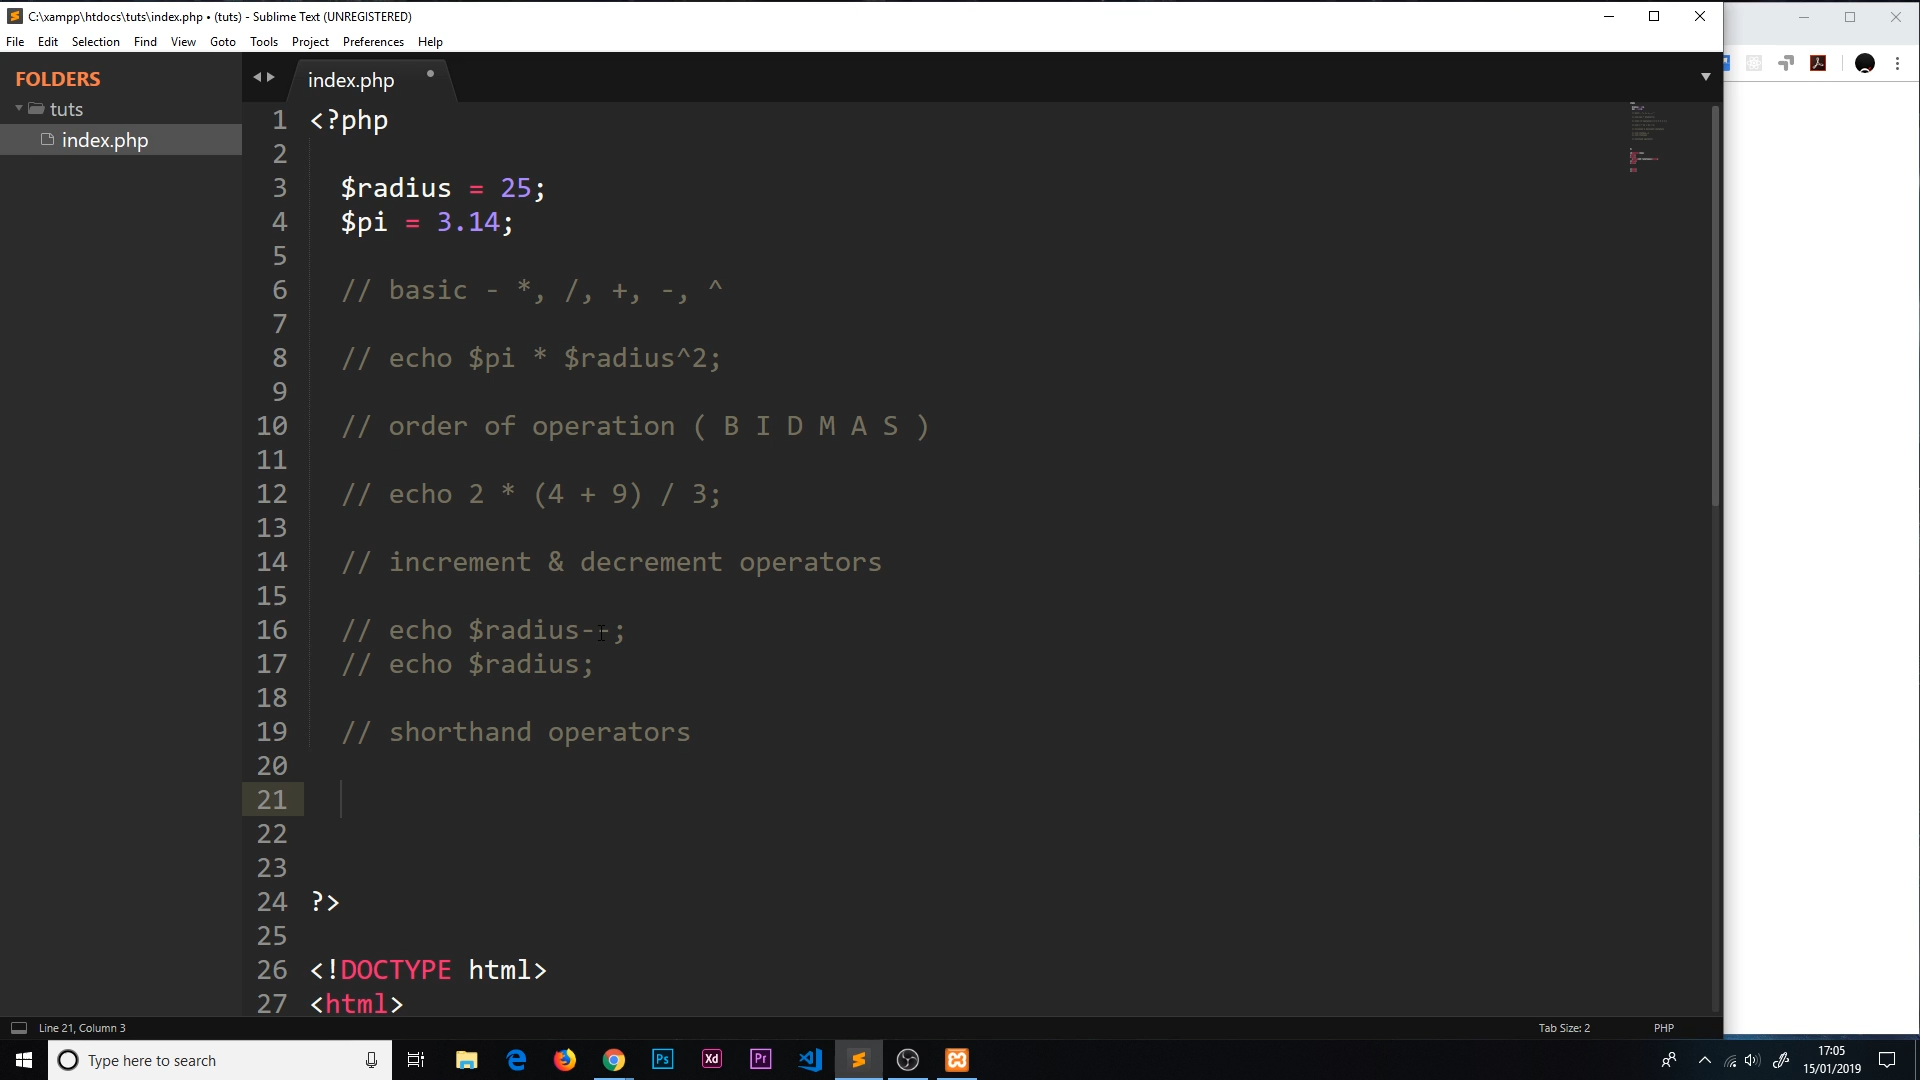 C:\xampp\htdocs\tuts\index.php • (tuts) - Sublime Text (UNREGISTERED)
File Edit Selection Find View Goto Tools Project Preferences Help
FOLDERS
tuts
index.php
index.php
1 <?php
2
3 $radius = 25;
4 $pi = 3.14;
5
6 // basic - *, /, +, -, ^
7
8 // echo $pi * $radius^2;
9
10 // order of operation ( B I D M A S )
11
12 // echo 2 * (4 + 9) / 3;
13
14 // increment & decrement operators
15
16 // echo $radius--;
17 // echo $radius;
18
19 // shorthand operators
20
21
22
23
24 ?>
25
26 <!DOCTYPE html>
27 <html>
Line 21, Column 3
Tab Size: 2
PHP
Type here to search
Ps
Xd
Pr
17:05
15/01/2019